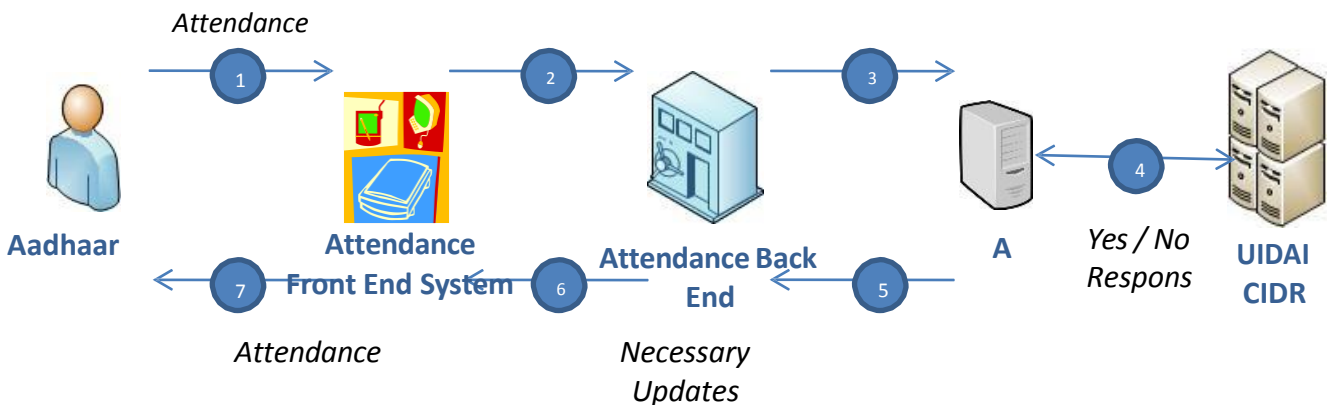 Attendance
1
2
3
4
Aadhaar
Attendance
Front End System
Attendance Back
End
A
Yes / No
Respons
UIDAI
CIDR
7
6
5
Attendance
Necessary
Updates